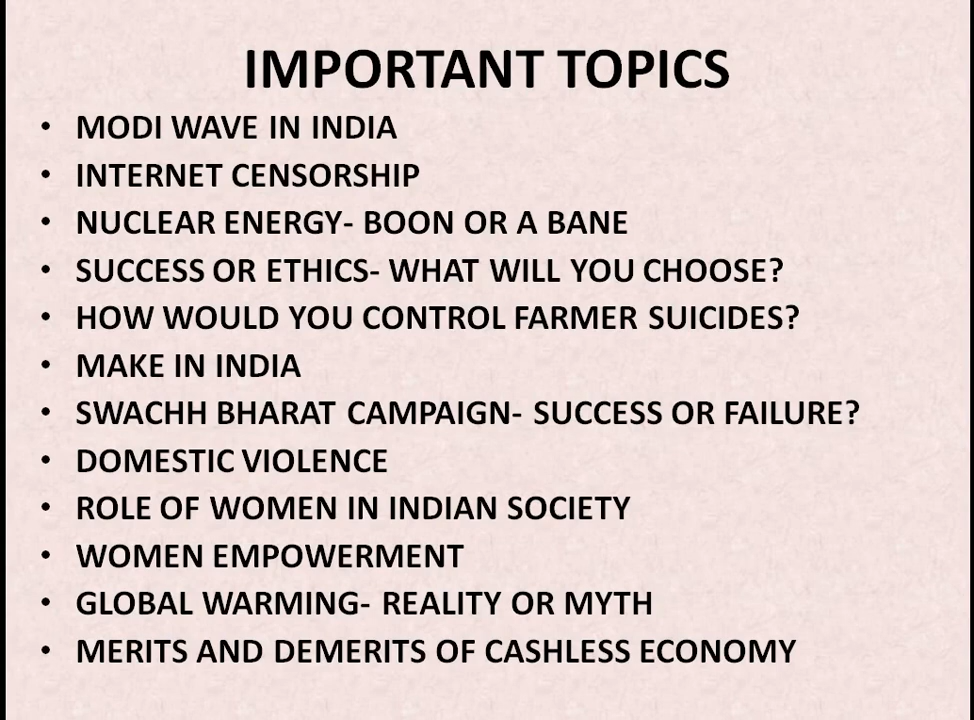 IMPORTANT TOPICS
• MODI WAVE IN INDIA
• INTERNET CENSORSHIP
• NUCLEAR ENERGY- BOON OR A BANE
• SUCCESS OR ETHICS- WHAT WILL YOU CHOOSE?
• HOW WOULD YOU CONTROL FARMER SUICIDES?
• MAKE IN INDIA
• SWACHH BHARAT CAMPAIGN- SUCCESS OR FAILURE?
• DOMESTIC VIOLENCE
• ROLE OF WOMEN IN INDIAN SOCIETY
• WOMEN EMPOWERMENT
• GLOBAL WARMING- REALITY OR MYTH
• MERITS AND DEMERITS OF CASHLESS ECONOMY